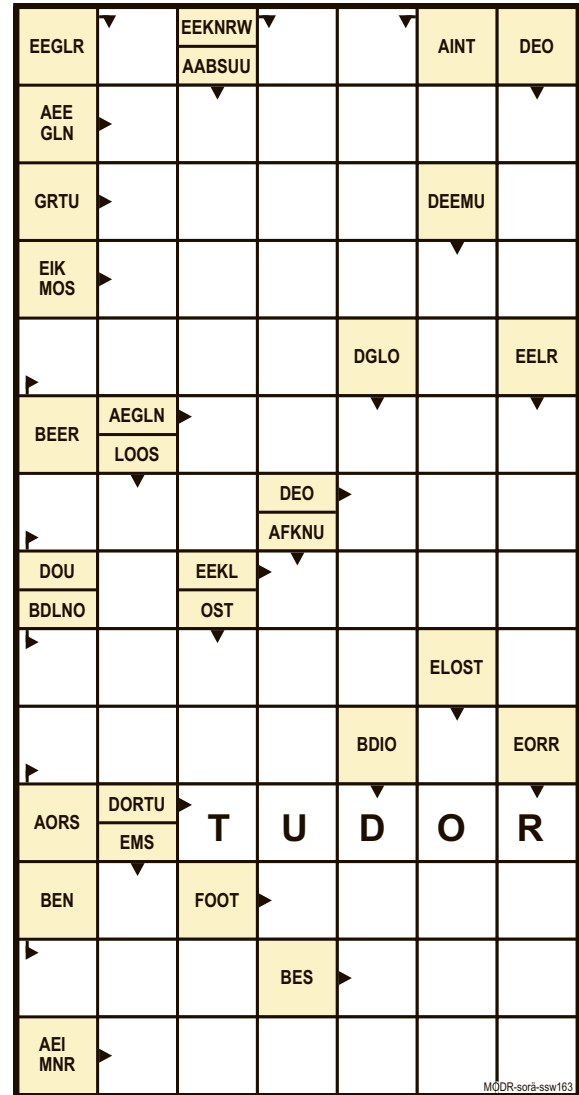 EEGLR EEKNRW AINT DEO
AABSUU
AEE
GLN
GRTU DEEMU
EIK
MOS
DGLO EELR
BEER AEGLN
LOOS
DEO
AFKNU
DOU EEKL
BDLNO OST
ELOST
BDIO EORR
AORS DORTU T U D O R
EMS
BEN FOOT
BES
AEI
MNR
MODR-sorä-ssw163